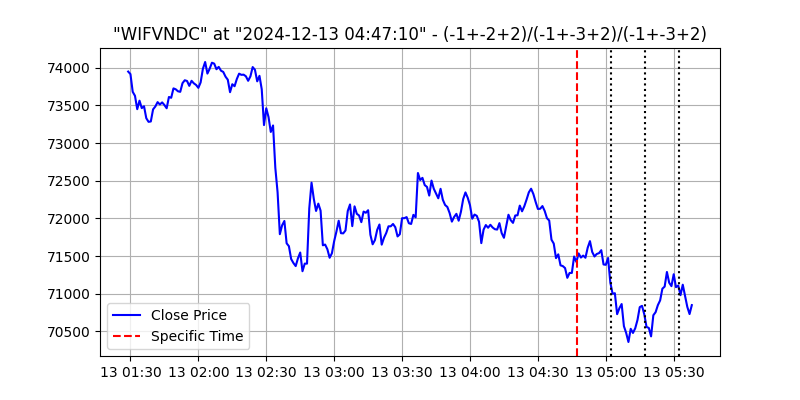 "WIFVNDC" at "2024-12-13 04:47:10" - (-1+-2+2)/(-1+-3+2)/(-1+-3+2)
74000
73500
73000
72500
72000
71500
71000
70500
Close Price
Specific Time
13 01:30 13 02:00 13 02:30 13 03:00 13 03:30 13 04:00 13 04:30 13 05:00 13 05:30